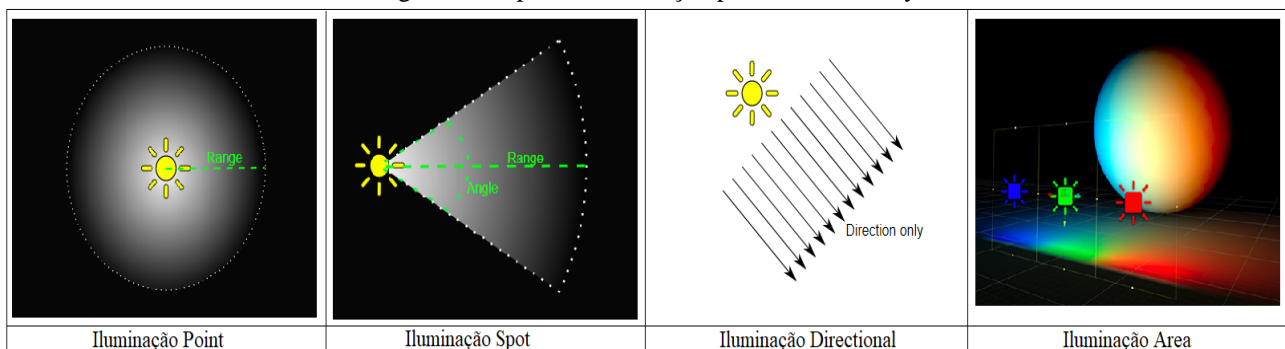 Range
Range
Angle
Direction only
Iluminação Point
Iluminação Spot
Iluminação Directional
Iluminação Area